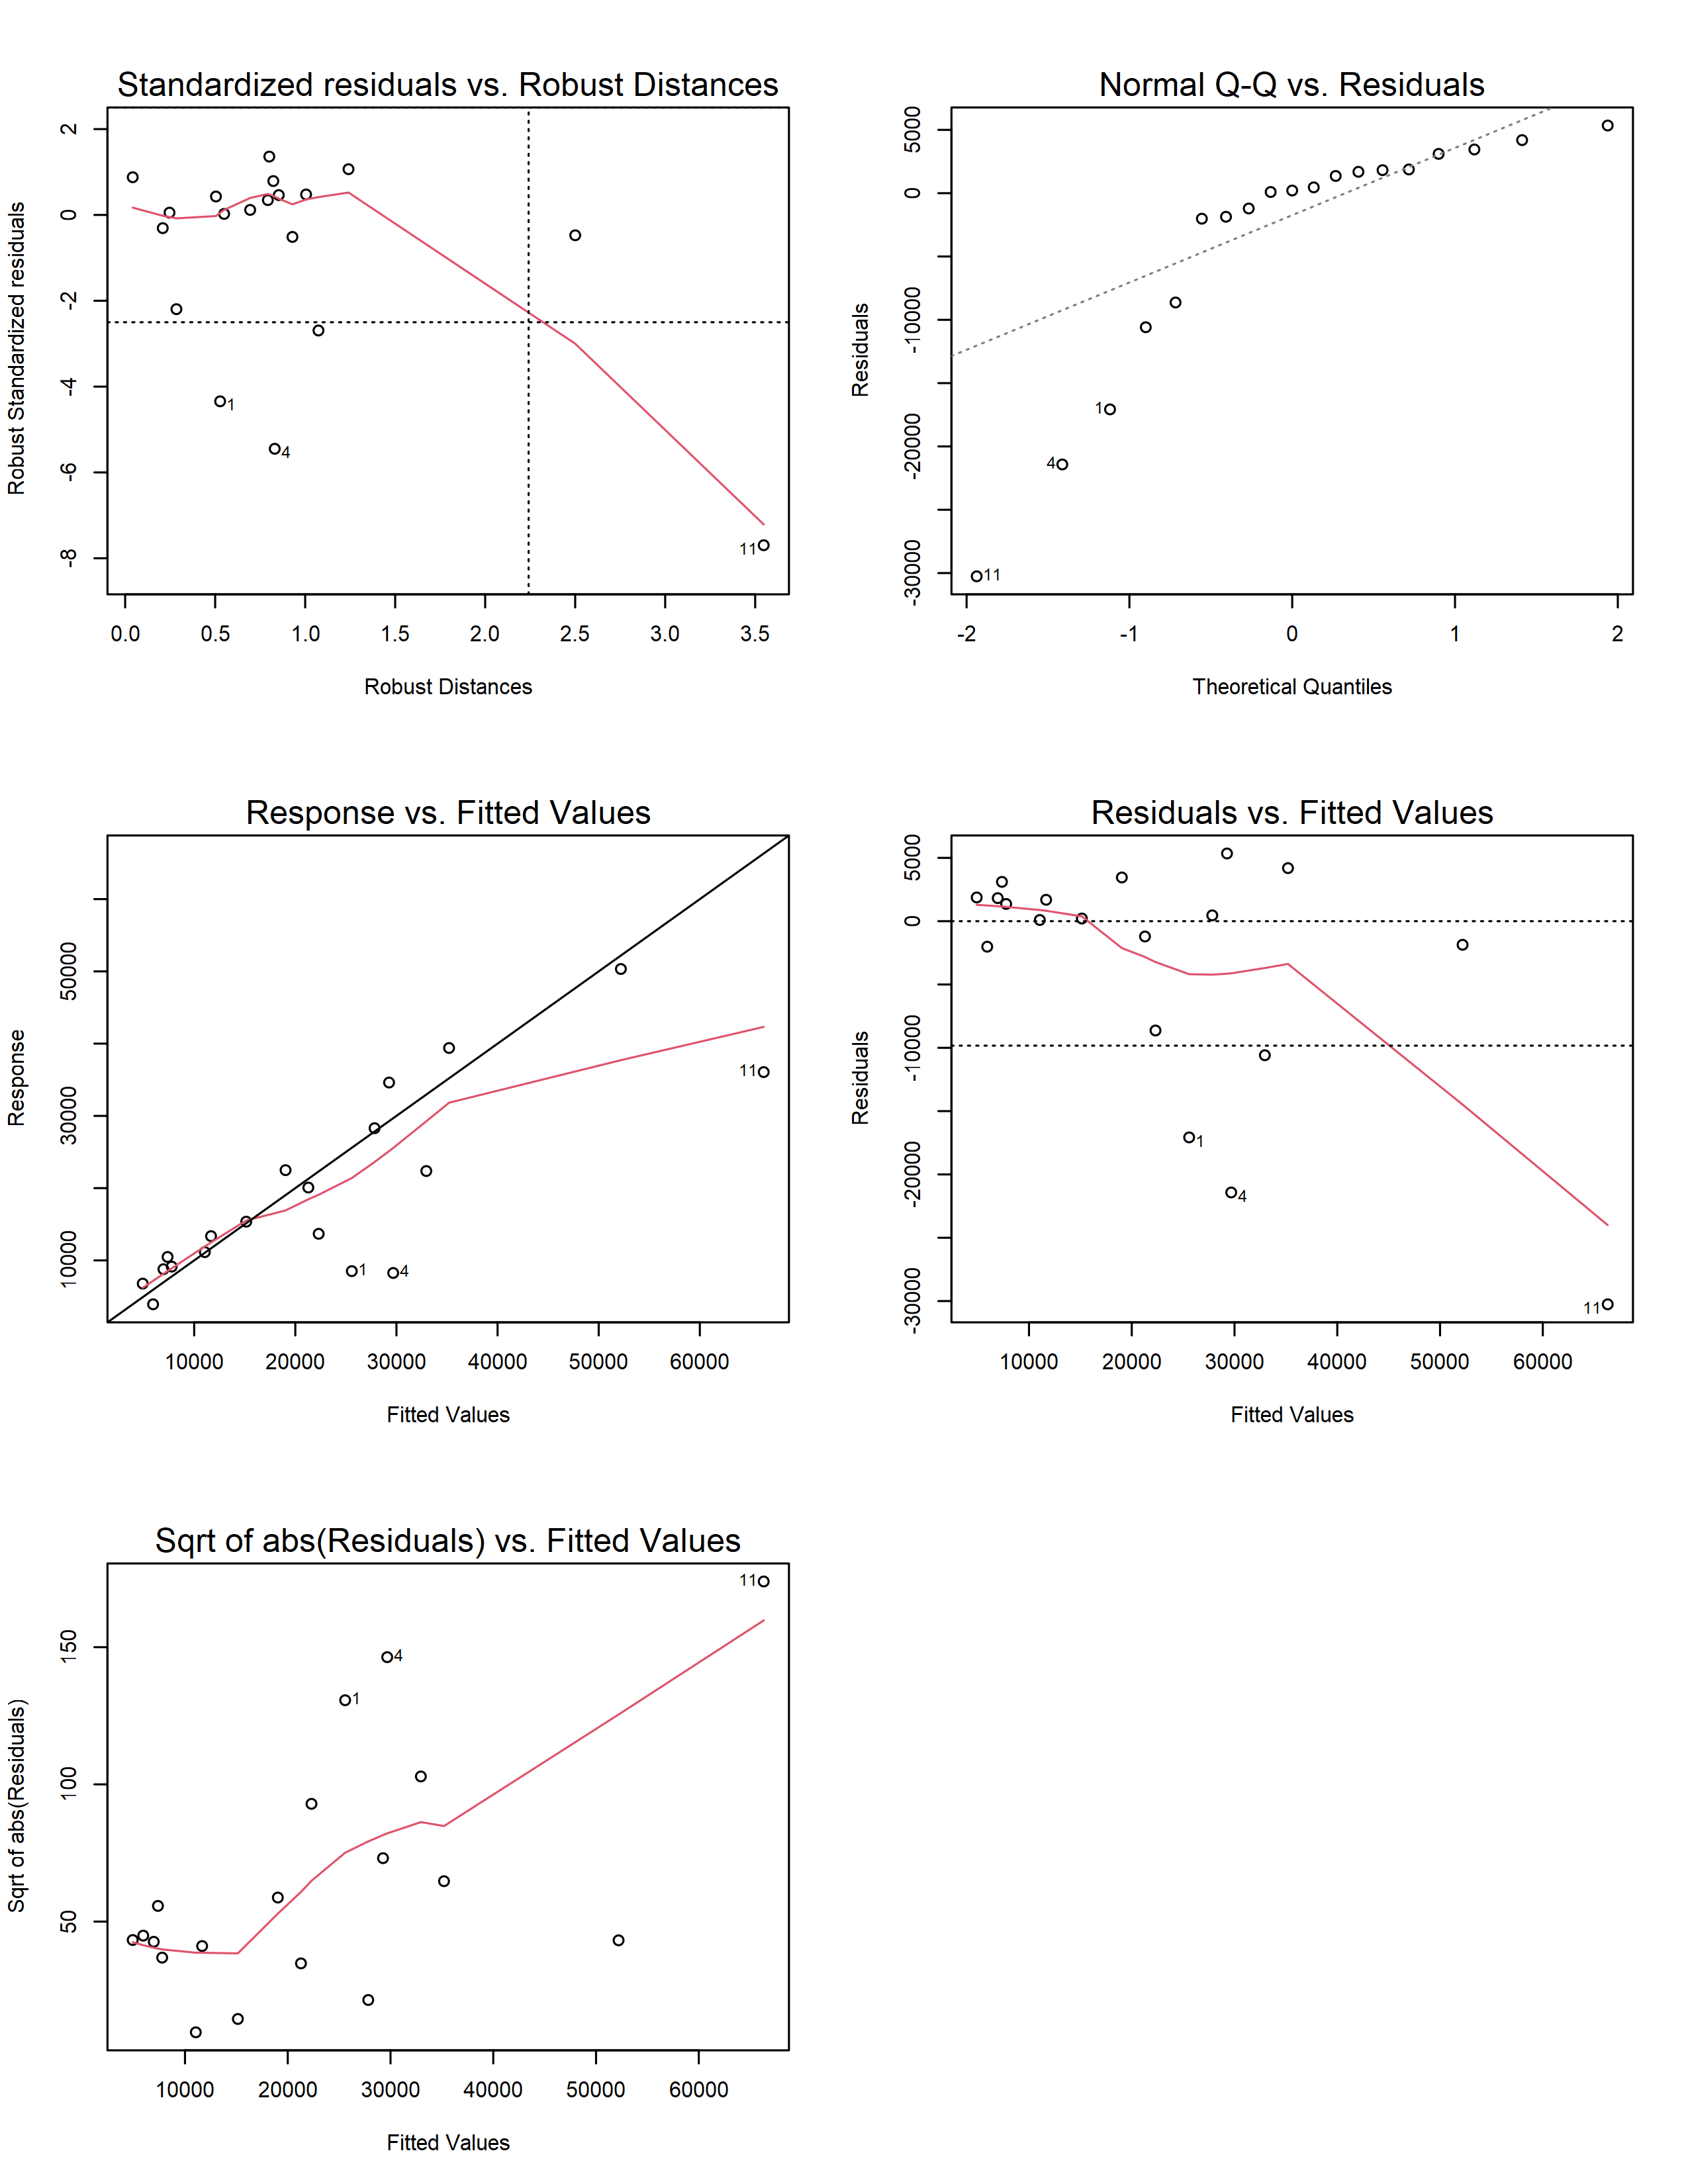 Standardized residuals vs. Robust Distances
Robust Standardized residuals
2
0
-2
-4
-6
-8
1
4
11
0.0 0.5 1.0 1.5 2.0 2.5 3.0 3.5
Robust Distances
Normal Q-Q vs. Residuals
Residuals
5000
0
-10000
-20000
-30000
1
4
11
-2 -1 0 1 2
Theoretical Quantiles
Response vs. Fitted Values
Response
50000
30000
10000
11
1
4
10000 20000 30000 40000 50000 60000
Fitted Values
Residuals vs. Fitted Values
Residuals
5000
0
-10000
-20000
-30000
1
4
11
10000 20000 30000 40000 50000 60000
Fitted Values
Sqrt of abs(Residuals) vs. Fitted Values
Sqrt of abs(Residuals)
150
100
50
11
4
1
10000 20000 30000 40000 50000 60000
Fitted Values